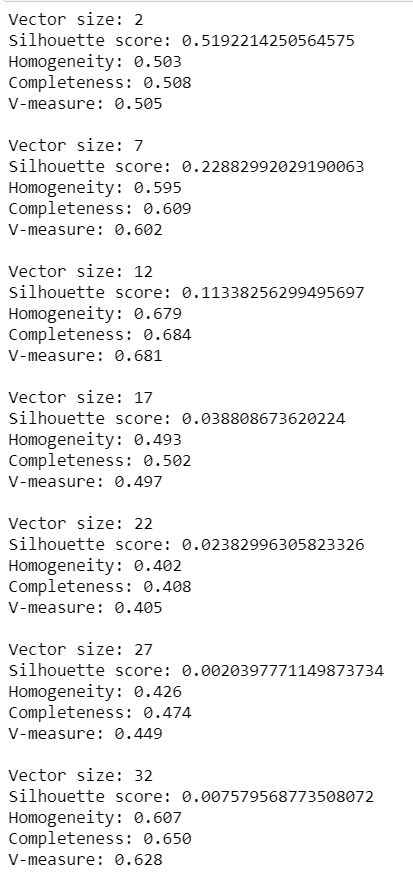 Vector size: 2
Silhouette score: 0.5192214250564575
Homogeneity: 0.503
Completeness: 0.508
V-measure: 0.505
Vector size: 7
Silhouette score: 0.22882992029190063
Homogeneity: 0.595
Completeness: 0.609
V-measure: 0.602
Vector size: 12
Silhouette score: 0.11338256299495697
Homogeneity: 0.679
Completeness: 0.684
V-measure: 0.681
Vector size: 17
Silhouette score: 0.038808673620224
Homogeneity: 0.493
Completeness: 0.502
V-measure: 0.497
Vector size: 22
Silhouette score: 0.02382996305823326
Homogeneity: 0.402
Completeness: 0.408
V-measure: 0.405
Vector size: 27
Silhouette score: 0.0020397771149873734
Homogeneity: 0.426
Completeness: 0.474
V-measure: 0.449
Vector size: 32
Silhouette score: 0.007579568773508072
Homogeneity: 0.607
Completeness: 0.650
V-measure: 0.628